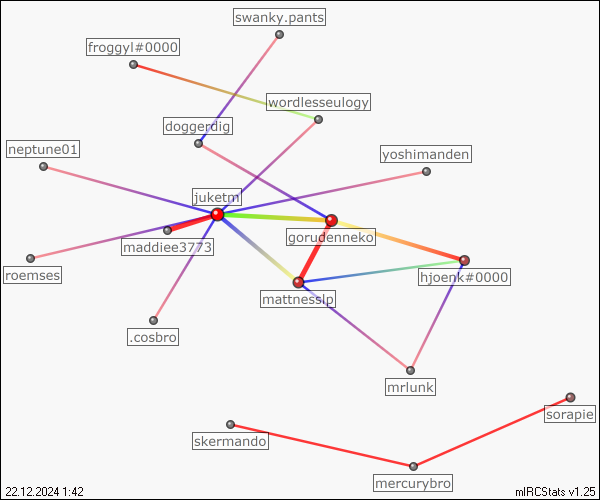 swanky.pants
froggyl#0000
wordlesseulogy
doggerdig
neptune01
yoshimanden
juketm
gorudenneko
maddiee3773
roemses
hjoenk#0000
mattnesslp
.cosbro
mrlunk
sorapie
skermando
mercurybro
22.12.2024 1:42
mIRCStats v1.25